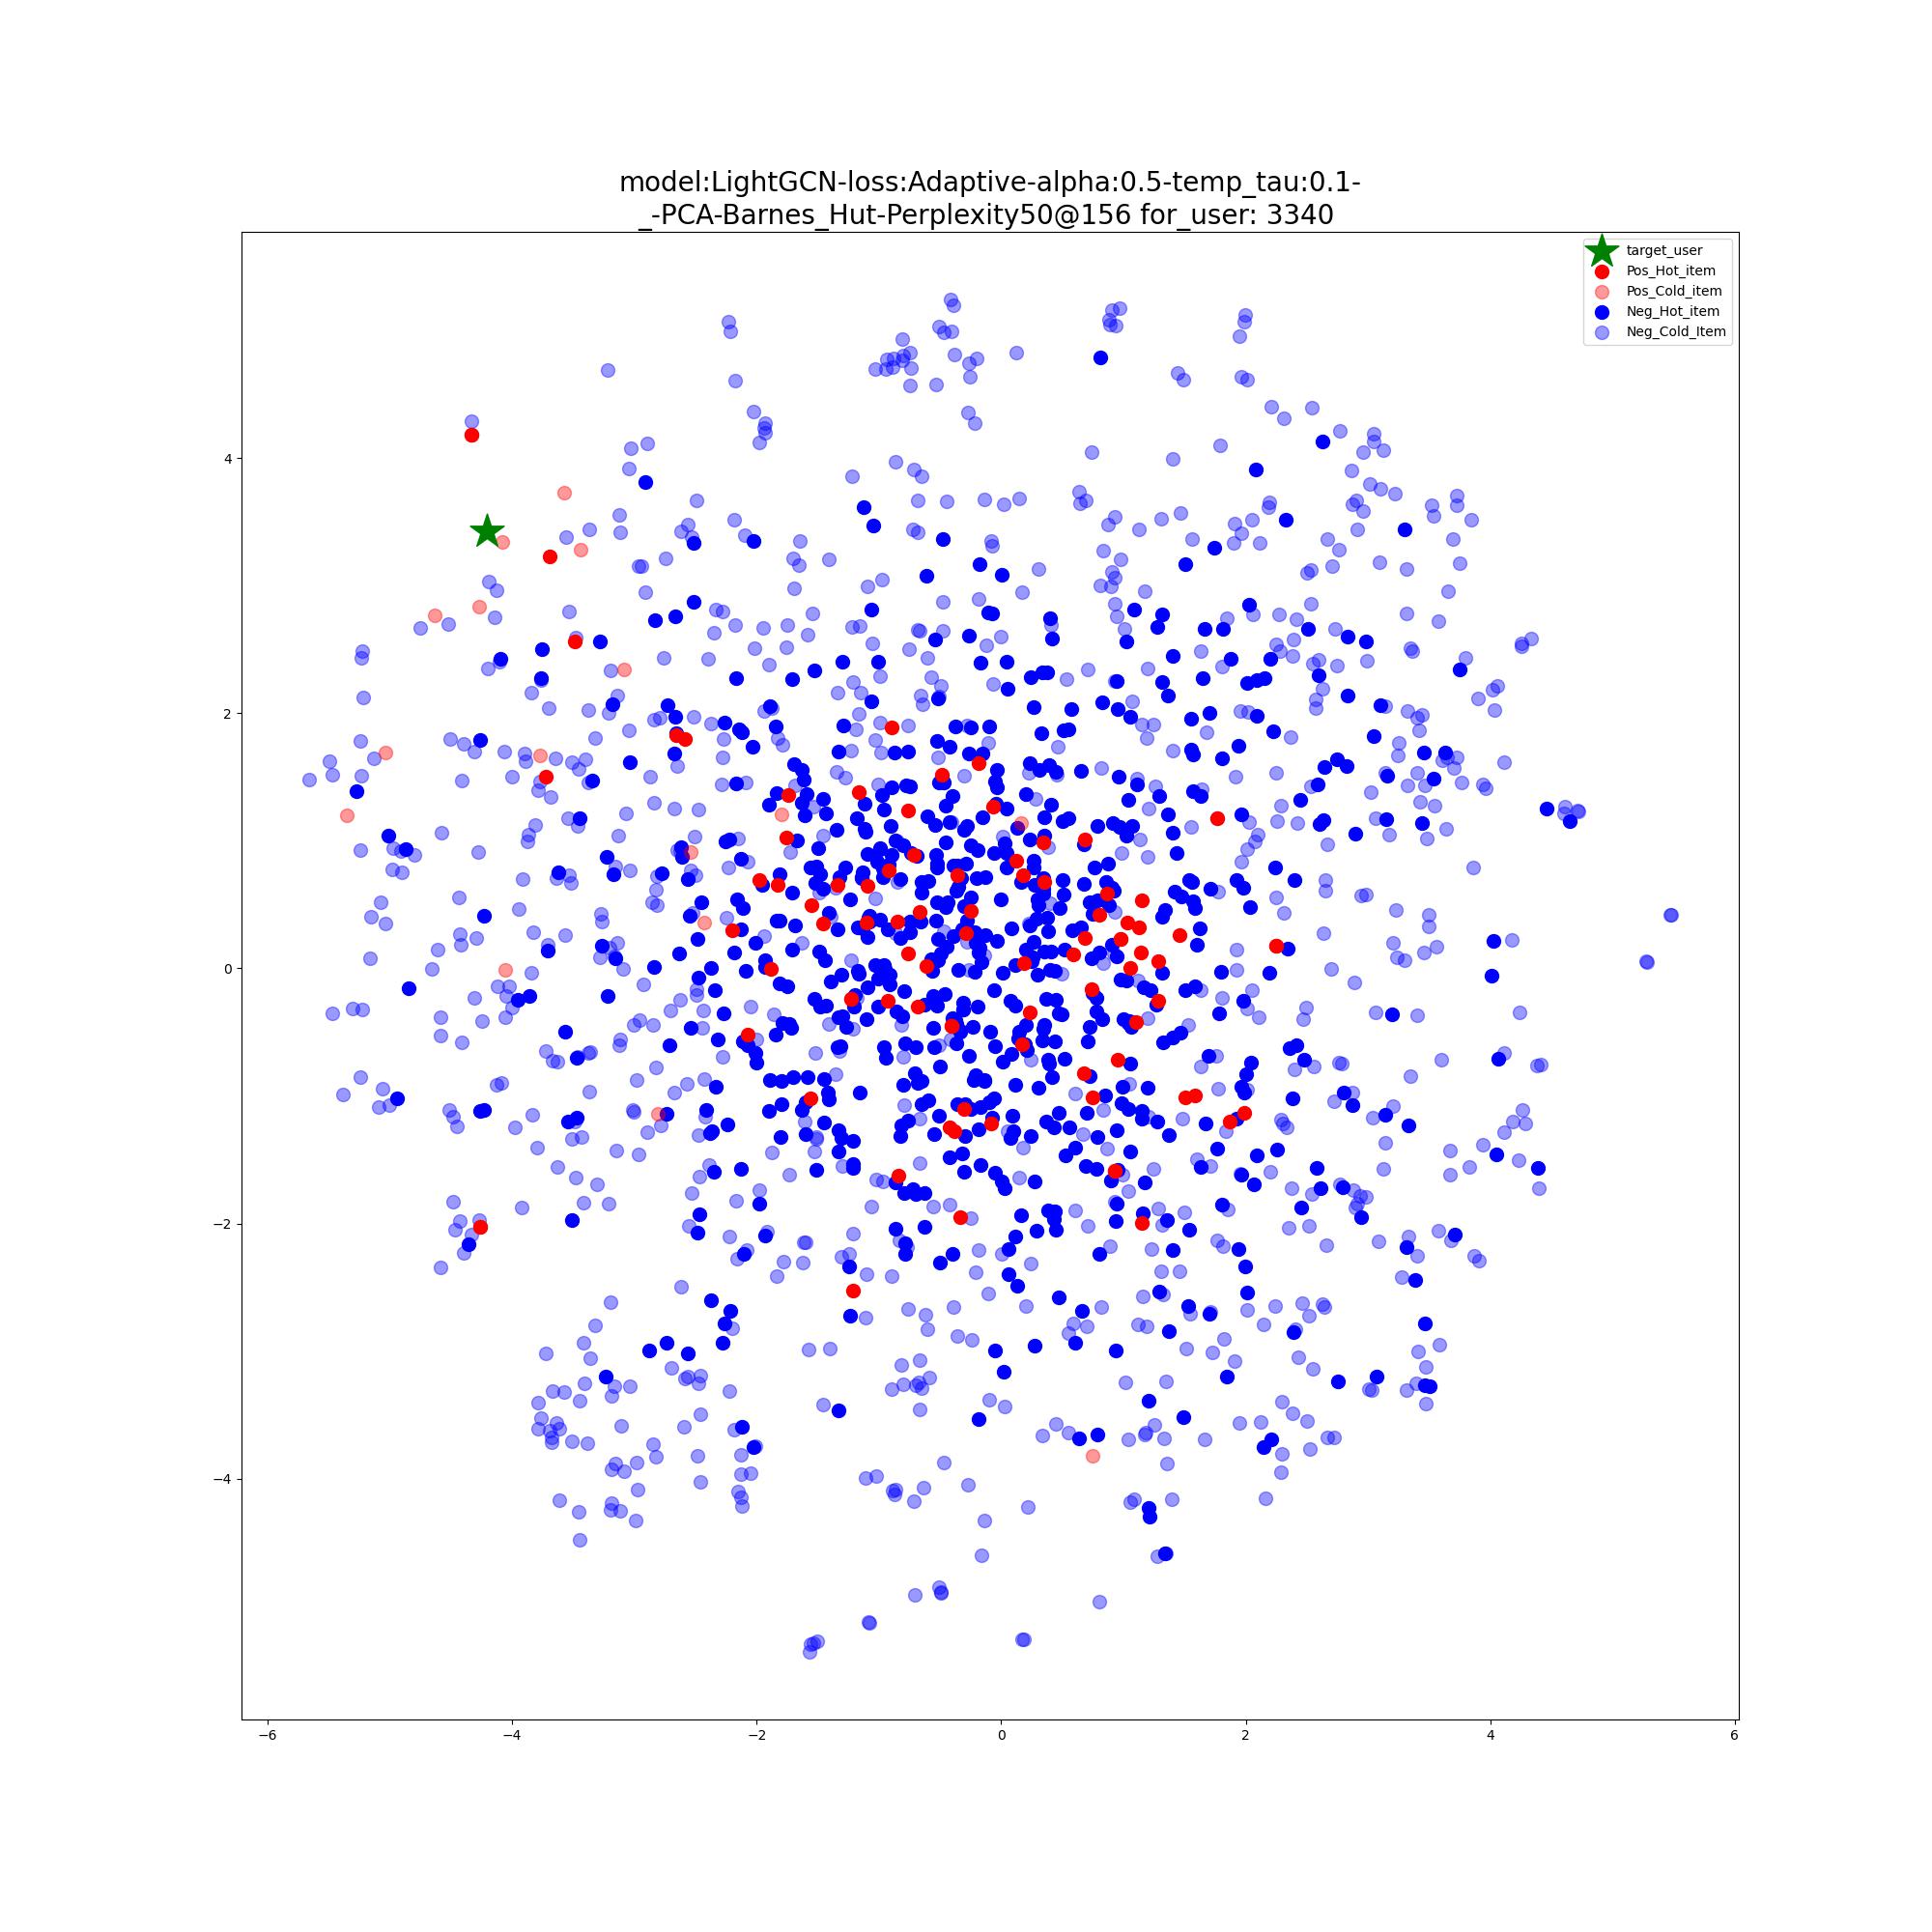 model:LightGCN-loss:Adaptive-alpha:0.5-temp_tau:0.1-
_-PCA-Barnes_Hut-Perplexity50@156 for_user: 3340
target_user
Pos_Hot_item
Pos_Cold_item
Neg_Hot_item
Neg_Cold_Item
4
2
0
−2
−4
−6 −4 −2 0 2 4 6